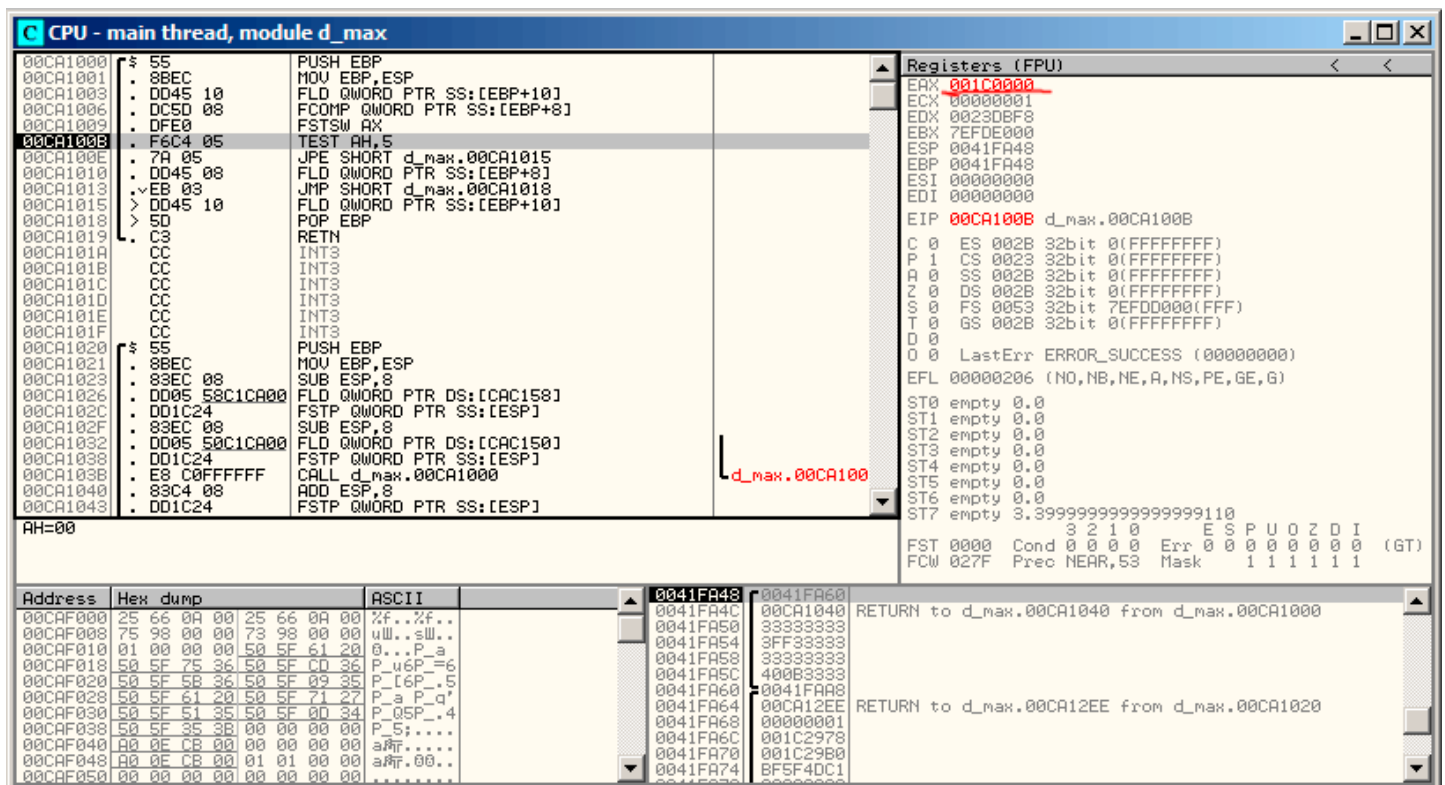 C CPU - main thread, module d_max
00CA1000 $ 55 PUSH EBP
00CA1001 . 8BEC MOV EBP,ESP
00CA1003 . DD45 10 FLD QWORD PTR SS:[EBP+10]
00CA1006 . DC5D 08 FCOMP QWORD PTR SS:[EBP+8]
00CA1009 . DFE0 FSTSW AX
00CA100B . F6C4 05 TEST AH,5
00CA100E . 7A 05 JPE SHORT d_max.00CA1015
00CA1010 . DD45 08 FLD QWORD PTR SS:[EBP+8]
00CA1013 . EB 03 JMP SHORT d_max.00CA1018
00CA1015 > DD45 10 FLD QWORD PTR SS:[EBP+10]
00CA1018 > 5D POP EBP
00CA1019 . C3 RETN
00CA101A CC INT3
00CA101B CC INT3
00CA101C CC INT3
00CA101D CC INT3
00CA101E CC INT3
00CA101F CC INT3
00CA1020 $ 55 PUSH EBP
00CA1021 . 8BEC MOV EBP,ESP
00CA1023 . 83EC 08 SUB ESP,8
00CA1026 . DD05 58C1CA00 FLD QWORD PTR DS:[CAC158]
00CA102C . DD1C24 FSTP QWORD PTR SS:[ESP]
00CA102F . 83EC 08 SUB ESP,8
00CA1032 . DD05 50C1CA00 FLD QWORD PTR DS:[CAC150]
00CA1038 . DD1C24 FSTP QWORD PTR SS:[ESP]
00CA103B . E8 C0FFFFFF CALL d_max.00CA1000 d_max.00CA100
00CA1040 . 83C4 08 ADD ESP,8
00CA1043 . DD1C24 FSTP QWORD PTR SS:[ESP]
AH=00
Registers (FPU) < <
EAX 001C0000
ECX 00000001
EDX 0023DBF8
EBX 7EFDE000
ESP 0041FA48
EBP 0041FA48
ESI 00000000
EDI 00000000
EIP 00CA100B d_max.00CA100B
C 0 ES 002B 32bit 0(FFFFFFFF)
P 1 CS 0023 32bit 0(FFFFFFFF)
A 0 SS 002B 32bit 0(FFFFFFFF)
Z 0 DS 002B 32bit 0(FFFFFFFF)
S 0 FS 0053 32bit 7EFDD000(FFF)
T 0 GS 002B 32bit 0(FFFFFFFF)
D 0
O 0 LastErr ERROR_SUCCESS (00000000)
EFL 00000206 (NO,NB,NE,A,NS,PE,GE,G)
ST0 empty 0.0
ST1 empty 0.0
ST2 empty 0.0
ST3 empty 0.0
ST4 empty 0.0
ST5 empty 0.0
ST6 empty 0.0
ST7 empty 3.3999999999999999110
3 2 1 0 E S P U O Z D I
FST 0000 Cond 0 0 0 0 Err 0 0 0 0 0 0 0 0 (GT)
FCW 027F Prec NEAR,53 Mask 1 1 1 1 1 1
Address Hex dump ASCII
00CAF000 25 66 0A 00 25 66 0A 00 %f..%f..
00CAF008 75 98 00 00 73 98 00 00
00CAF010 01 00 00 00 50 5F 61 20
00CAF018 50 5F 75 36 50 5F CD 36 P_u6P_=6
00CAF020 50 5F 5B 36 50 5F 09 35 P_[6P_.5
00CAF028 50 5F 61 20 50 5F 71 27 P_a P_q'
00CAF030 50 5F 51 35 50 5F 0D 34 P_Q5P_.4
00CAF038 50 5F 35 3B 00 00 00 00 P_5;....
00CAF040 A0 0E CB 00 00 00 00 00
00CAF048 A0 0E CB 00 01 01 00 00
00CAF050 00 00 00 00 00 00 00 00 ........
0041FA48 0041FA60
0041FA4C 00CA1040 RETURN to d_max.00CA1040 from d_max.00CA1000
0041FA50 33333333
0041FA54 3FF33333
0041FA58 33333333
0041FA5C 400B3333
0041FA60 0041FAA8
0041FA64 00CA12EE RETURN to d_max.00CA12EE from d_max.00CA1020
0041FA68 00000001
0041FA6C 001C2978
0041FA70 001C29B0
0041FA74 BF5F4DC1